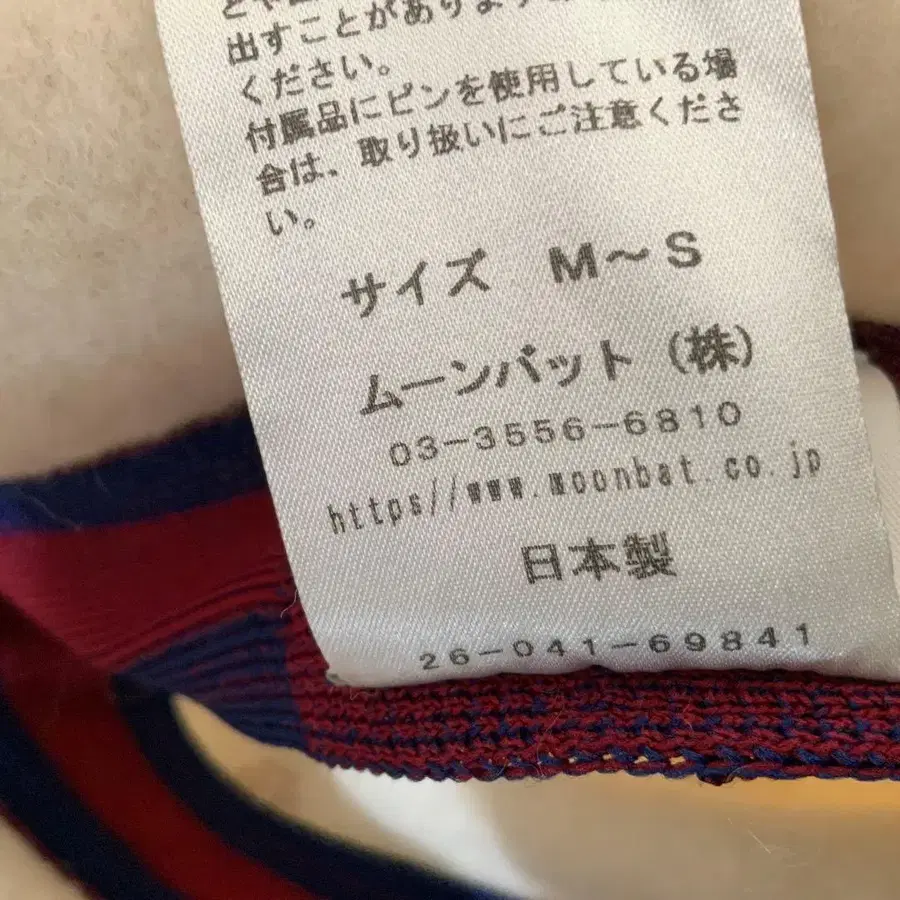 出すことがありますの
ください。
付属品にピンを使用している場
合は、取り扱いにご注意くださ
い。
サイズ　M〜S
ムーンバット（株）
03-3556-6810
https//www.moonbat.co.jp
日本製
26-041-69841